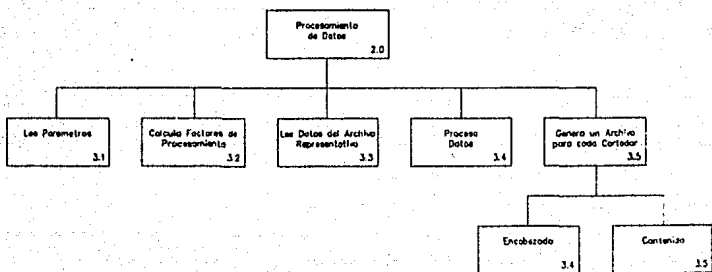 Procesamiento
de Datos
2.0
Lee Parametros
3.1
Calcula Factores de
Procesamiento
3.2
Lee Datos del Archivo
Representativo
3.3
Procesa
Datos
3.4
Genera un Archivo
para cada Cortador
3.5
Encabezado
3.4
Contenido
3.5